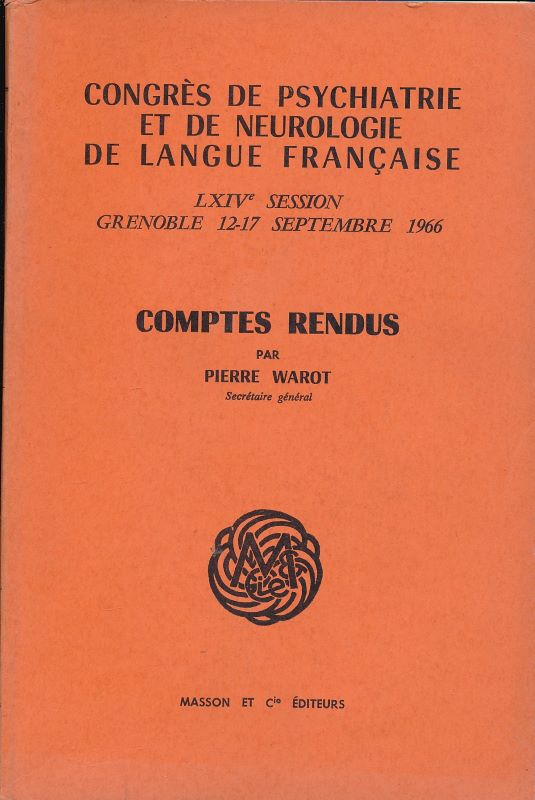 CONGRÈS DE PSYCHIATRIE
ET DE NEUROLOGIE
DE LANGUE FRANÇAISE
LXIVe SESSION
GRENOBLE 12-17 SEPTEMBRE 1966
COMPTES RENDUS
PAR
PIERRE WAROT
Secrétaire général
M & Cie
MASSON ET Cie ÉDITEURS